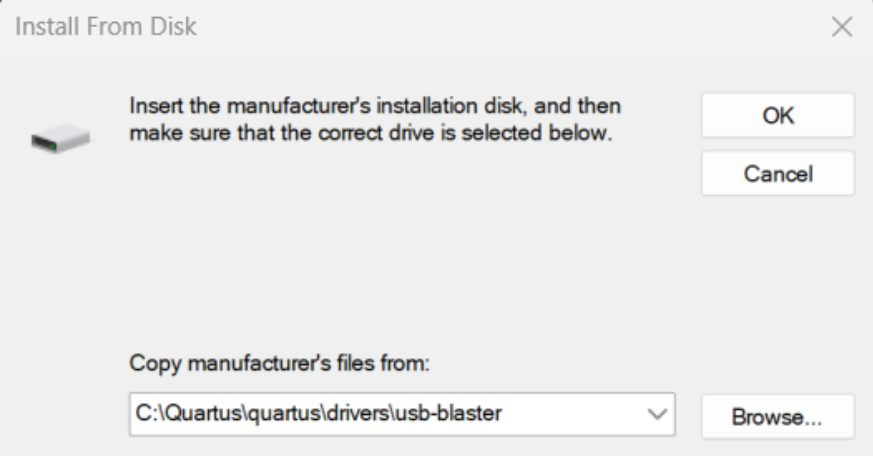 Install From Disk
Insert the manufacturer's installation disk, and then
make sure that the correct drive is selected below.
OK
Cancel
Copy manufacturer's files from:
C:\Quartus\quartus\drivers\usb-blaster
Browse...